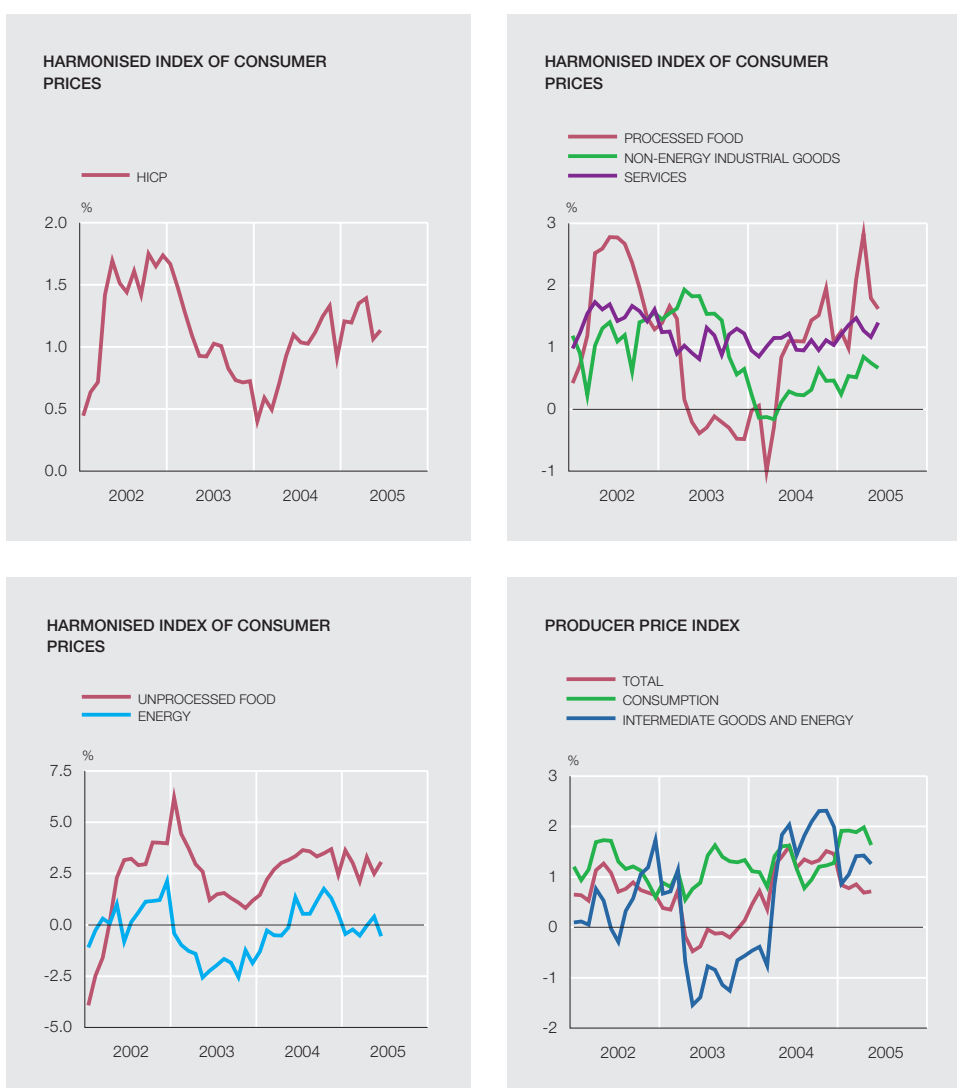 HARMONISED INDEX OF CONSUMER
PRICES
HICP
%
2.0
1.5
1.0
0.5
0.0
2002 2003 2004 2005
HARMONISED INDEX OF CONSUMER
PRICES
PROCESSED FOOD
NON-ENERGY INDUSTRIAL GOODS
SERVICES
%
3
2
1
0
-1
2002 2003 2004 2005
HARMONISED INDEX OF CONSUMER
PRICES
UNPROCESSED FOOD
ENERGY
%
7.5
5.0
2.5
0.0
-2.5
-5.0
2002 2003 2004 2005
PRODUCER PRICE INDEX
TOTAL
CONSUMPTION
INTERMEDIATE GOODS AND ENERGY
%
3
2
1
0
-1
-2
2002 2003 2004 2005